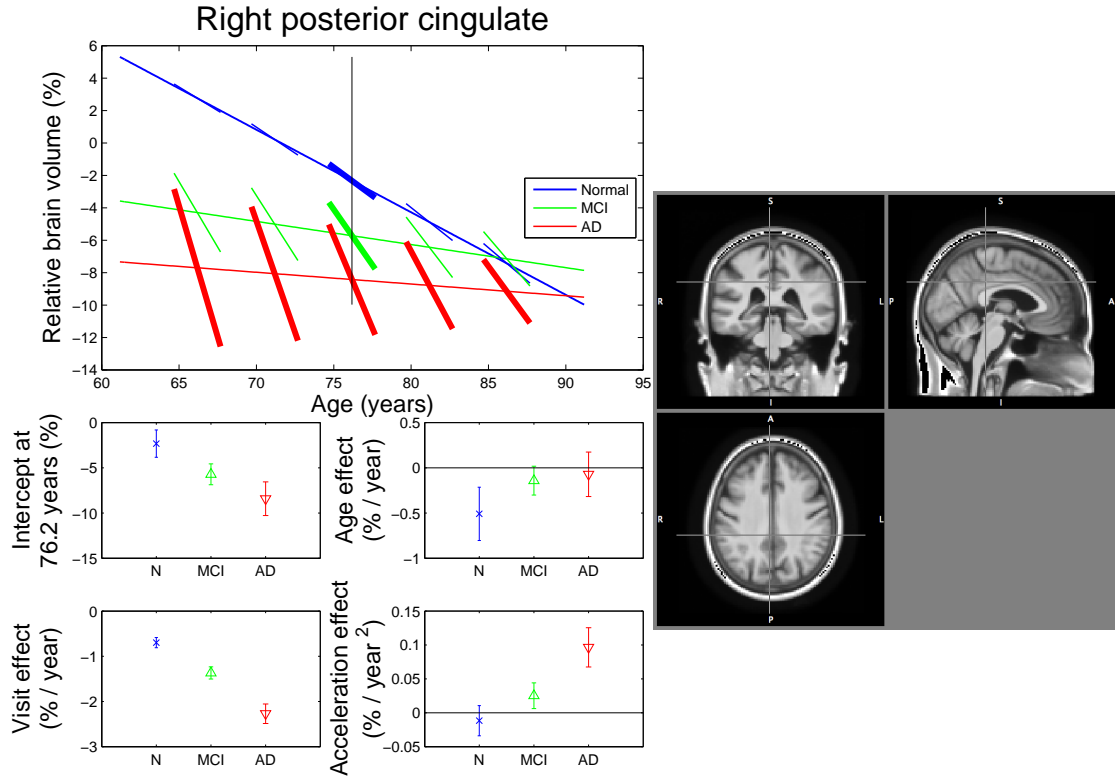 Right posterior cingulate
Relative brain volume (%)
6
4
2
0
−2
−4
−6
−8
−10
−12
−14
60 65 70 75 80 85 90 95
Age (years)
Normal
MCI
AD
Intercept at
76.2 years (%)
0
−5
−10
−15
N MCI AD
Age effect
(% / year)
0.5
0
−0.5
−1
N MCI AD
Visit effect
(% / year)
0
−1
−2
−3
N MCI AD
Acceleration effect
(% / year 2)
0.15
0.1
0.05
0
−0.05
N MCI AD
S
R L
I
S
P A
I
A
R L
P